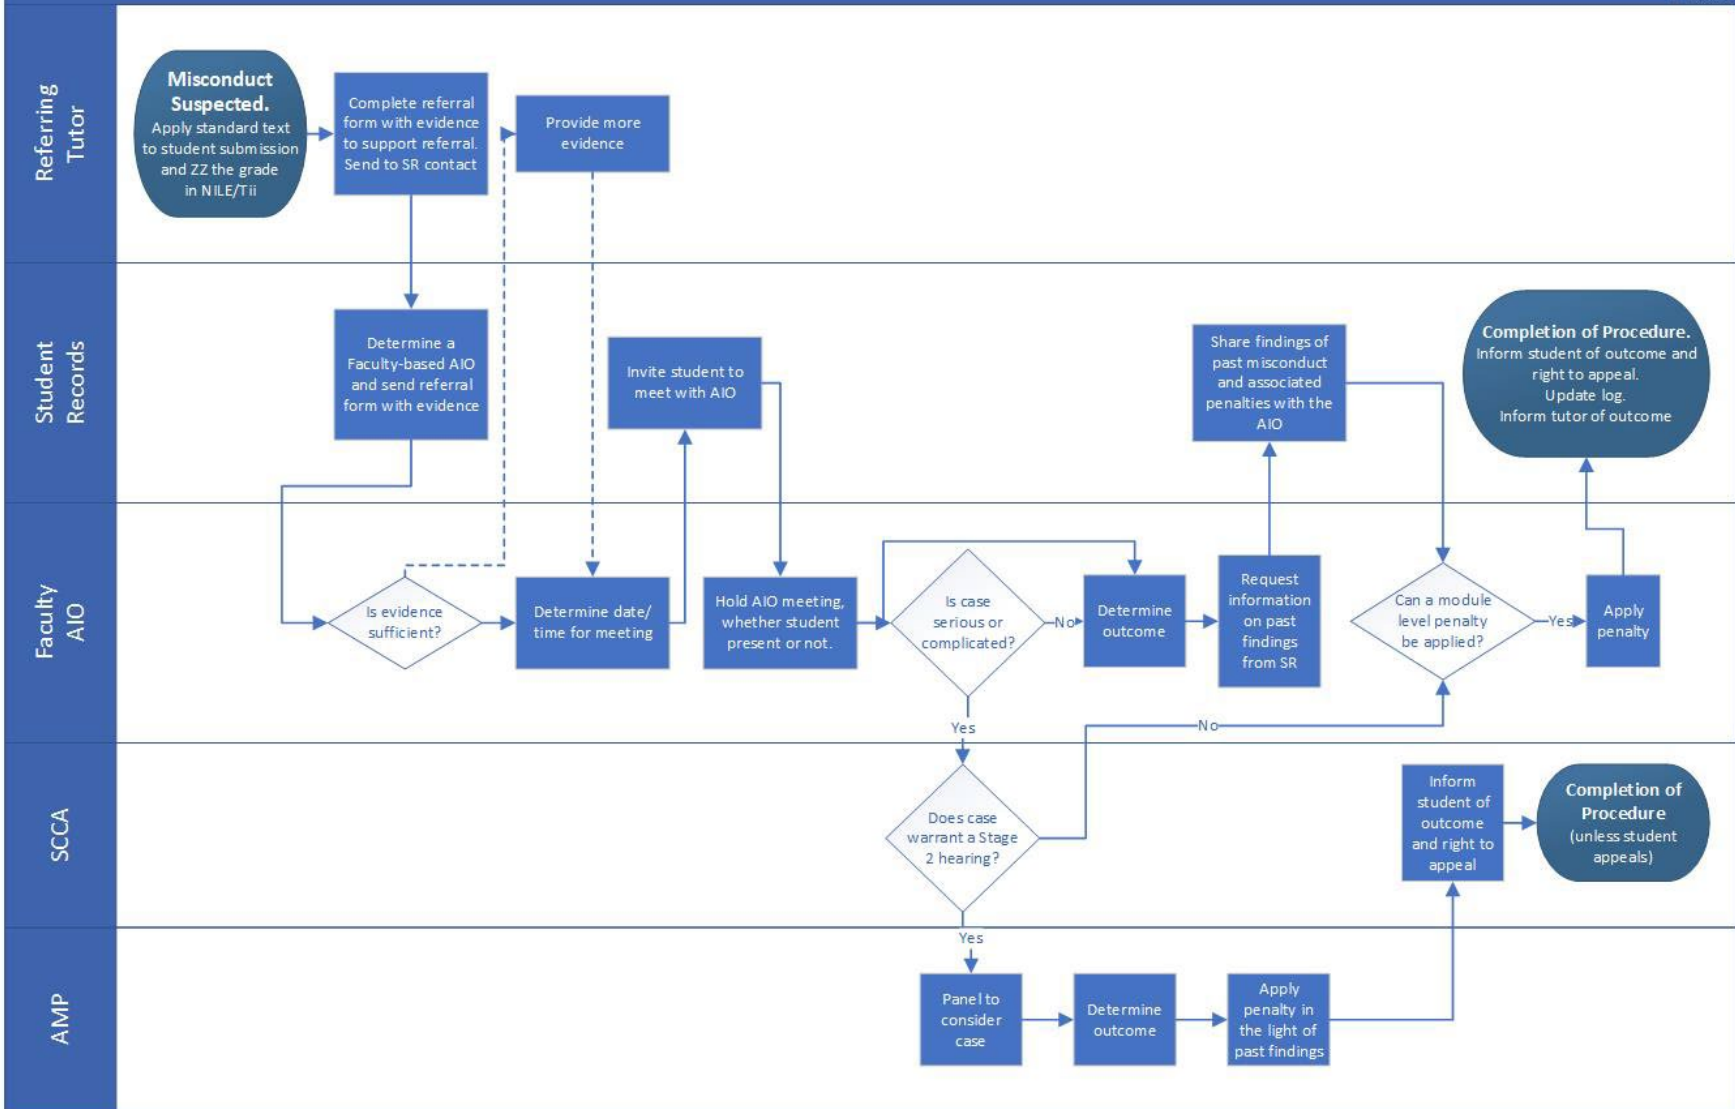 Referring
Tutor
Misconduct
Suspected.
Apply standard text
to student submission
and ZZ the grade
in NILE/Tii
Complete referral
form with evidence
to support referral.
Send to SR contact
Provide more
evidence
Student
Records
Determine a
Faculty-based AIO
and send referral
form with evidence
Invite student to
meet with AIO
Share findings of
past misconduct
and associated
penalties with the
AIO
Completion of Procedure.
Inform student of outcome and
right to appeal.
Update log.
Inform tutor of outcome
Faculty
AIO
Is evidence
sufficient?
Determine date/
time for meeting
Hold AIO meeting,
whether student
present or not.
Is case
serious or
complicated?
No
Determine
outcome
Request
information
on past
findings
from SR
Can a module
level penalty
be applied?
Yes
Apply
penalty
Yes
No
SCCA
Does case
warrant a Stage
2 hearing?
Inform
student of
outcome
and right to
appeal
Completion of
Procedure
(unless student
appeals)
AMP
Yes
Panel to
consider
case
Determine
outcome
Apply
penalty in
the light of
past findings